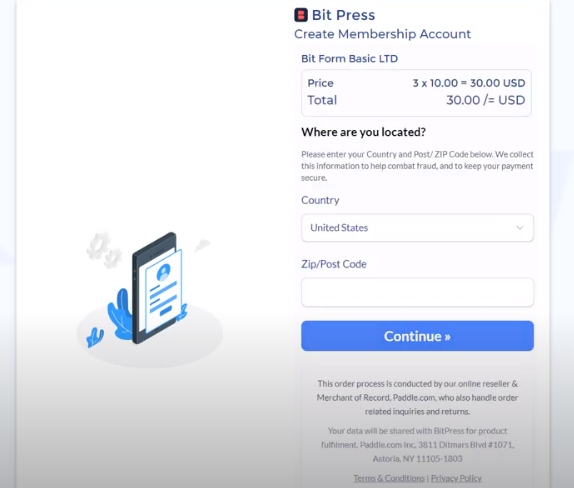 Bit Press
Create Membership Account
Bit Form Basic LTD
Price 3 x 10.00 = 30.00 USD
Total 30.00 /= USD
Where are you located?
Please enter your Country and Post/ ZIP Code below. We collect
this information to help combat fraud, and to keep your payment
secure.
Country
United States
Zip/Post Code
Continue »
This order process is conducted by our online reseller &
Merchant of Record, Paddle.com, who also handle order
related inquiries and returns.
Your data will be shared with BitPress for product
fulfilment. Paddle.com Inc, 3811 Ditmars Blvd #1071,
Astoria, NY 11105-1803
Terms & Conditions | Privacy Policy